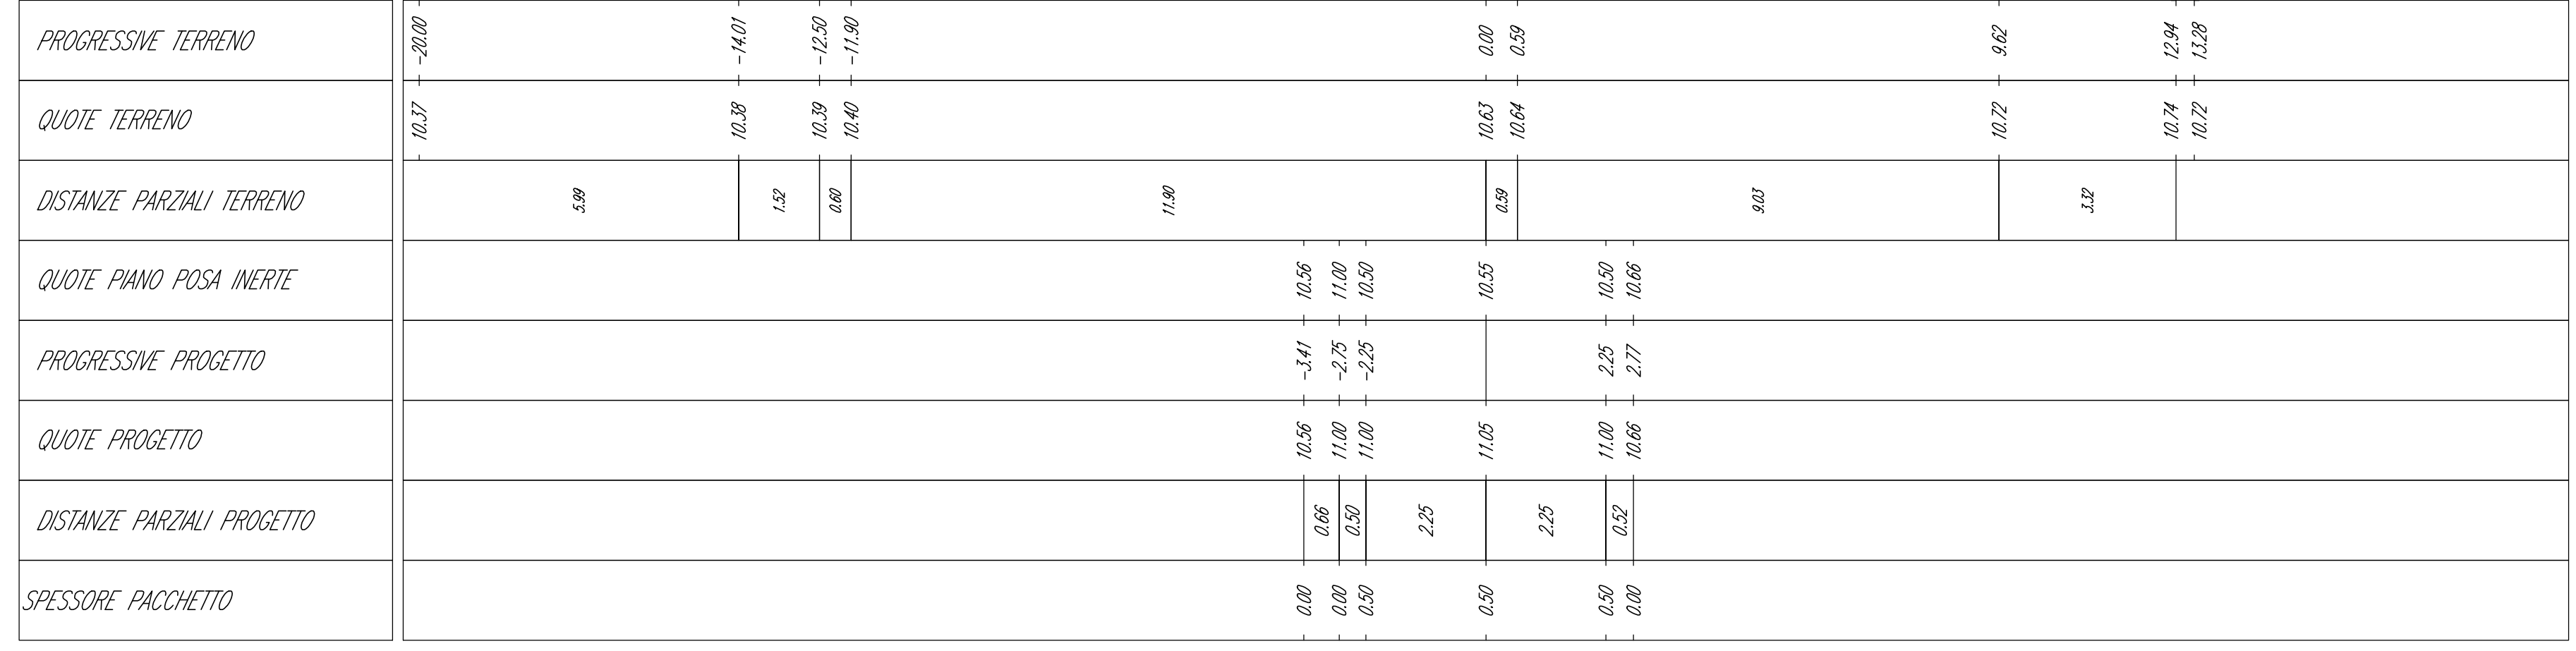 PROGRESSIVE TERRENO -20.00 -14.01 -12.50 -11.90 0.00 0.59 9.62 12.94 13.28
QUOTE TERRENO 10.37 10.38 10.39 10.40 10.63 10.64 10.72 10.74 10.72
DISTANZE PARZIALI TERRENO 5.99 1.52 0.60 11.90 0.59 9.03 3.32
QUOTE PIANO POSA INERTE 10.56 11.00 10.50 10.55 10.50 10.66
PROGRESSIVE PROGETTO -3.41 -2.75 -2.25 2.25 2.77
QUOTE PROGETTO 10.56 11.00 11.00 11.05 11.00 10.66
DISTANZE PARZIALI PROGETTO 0.66 0.50 2.25 2.25 0.52
SPESSORE PACCHETTO 0.00 0.00 0.50 0.50 0.50 0.00